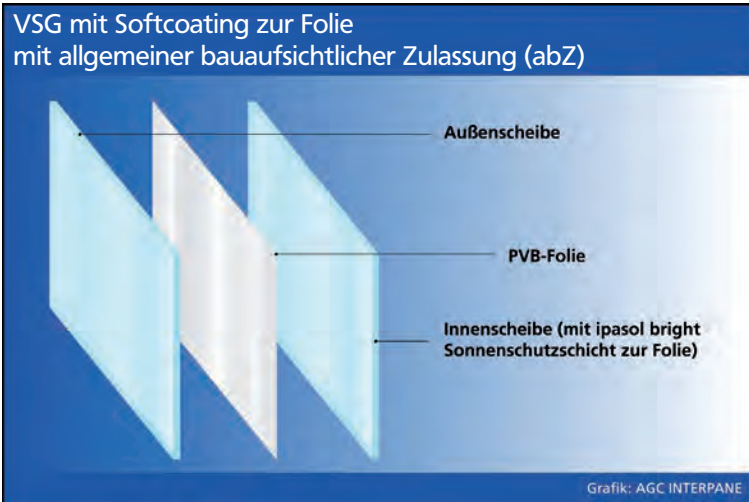 VSG mit Softcoating zur Folie
mit allgemeiner bauaufsichtlicher Zulassung (abZ)
Außenscheibe
PVB-Folie
Innenscheibe (mit ipasol bright
Sonnenschutzschicht zur Folie)
Grafik: AGC INTERPANE